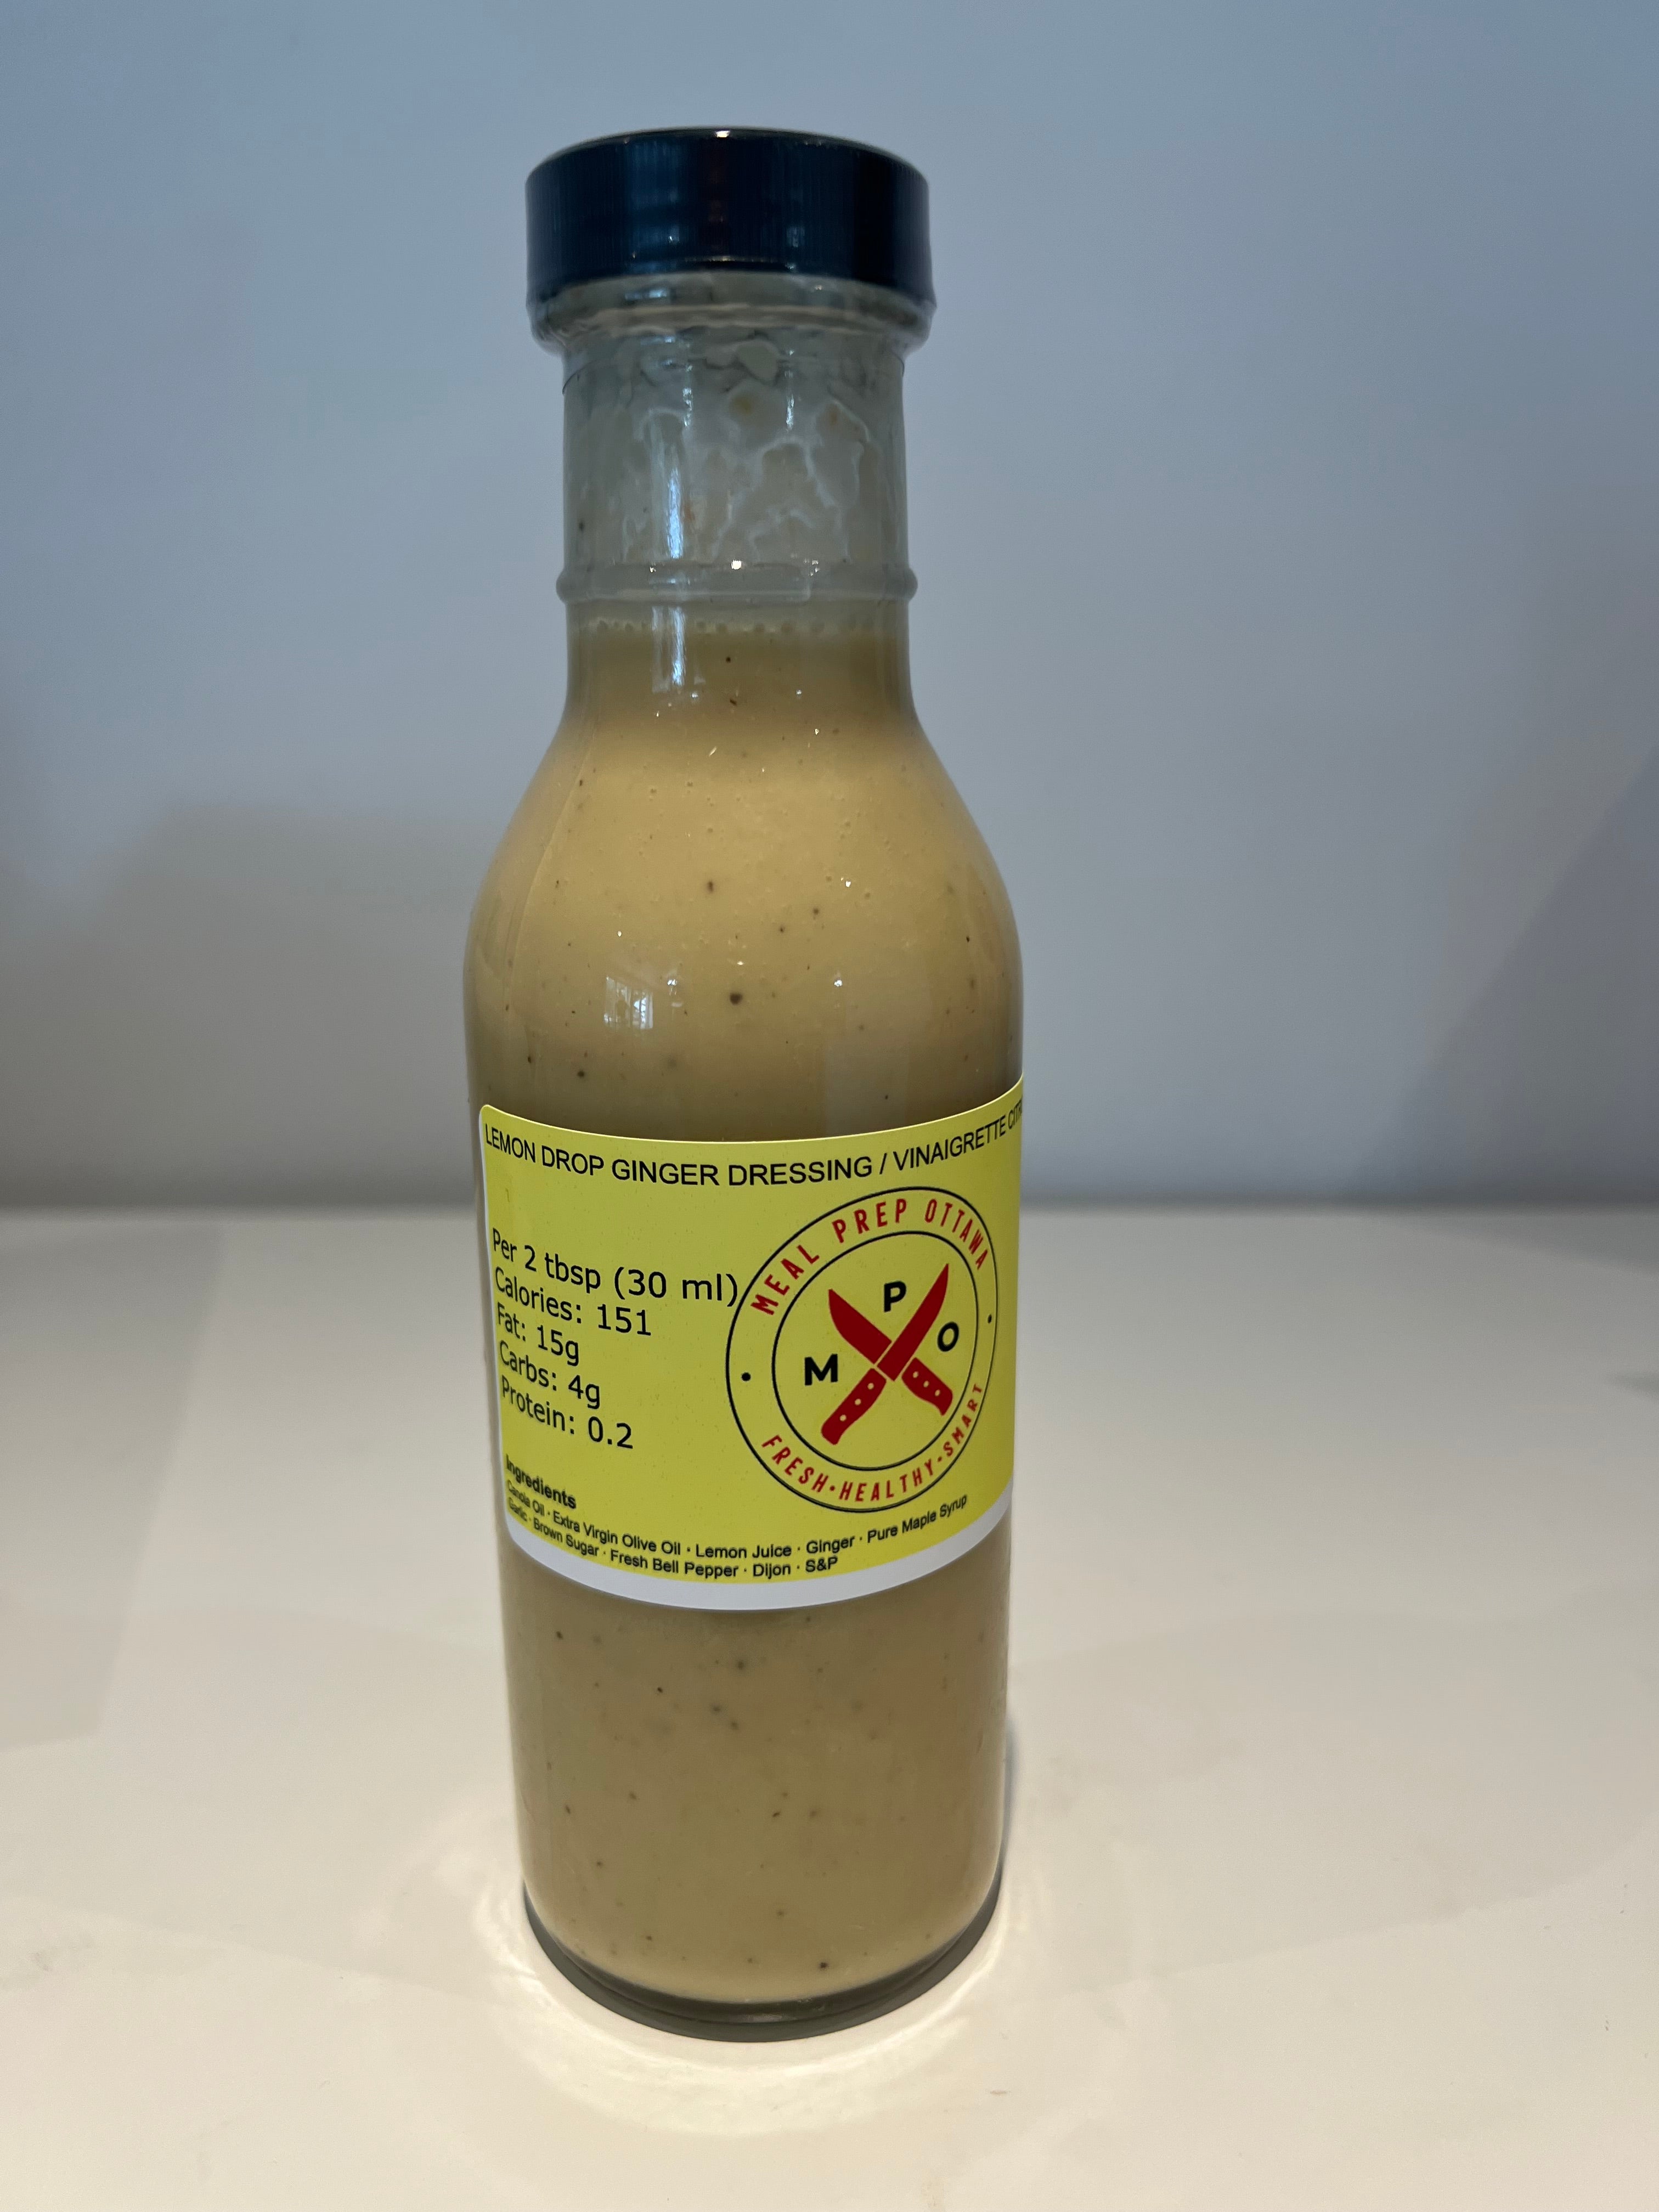 LEMON DROP GINGER DRESSING / VINAIGRETTE
Per 2 tbsp (30 ml)
Calories: 151
Fat: 15g
Carbs: 4g
Protein: 0.2
MEAL PREP OTTAWA
M P O
FRESH·HEALTHY·SMART
Ingredients
Canola Oil · Extra Virgin Olive Oil · Lemon Juice · Ginger · Pure Maple Syrup
Garlic · Brown Sugar · Fresh Bell Pepper · Dijon · S&P